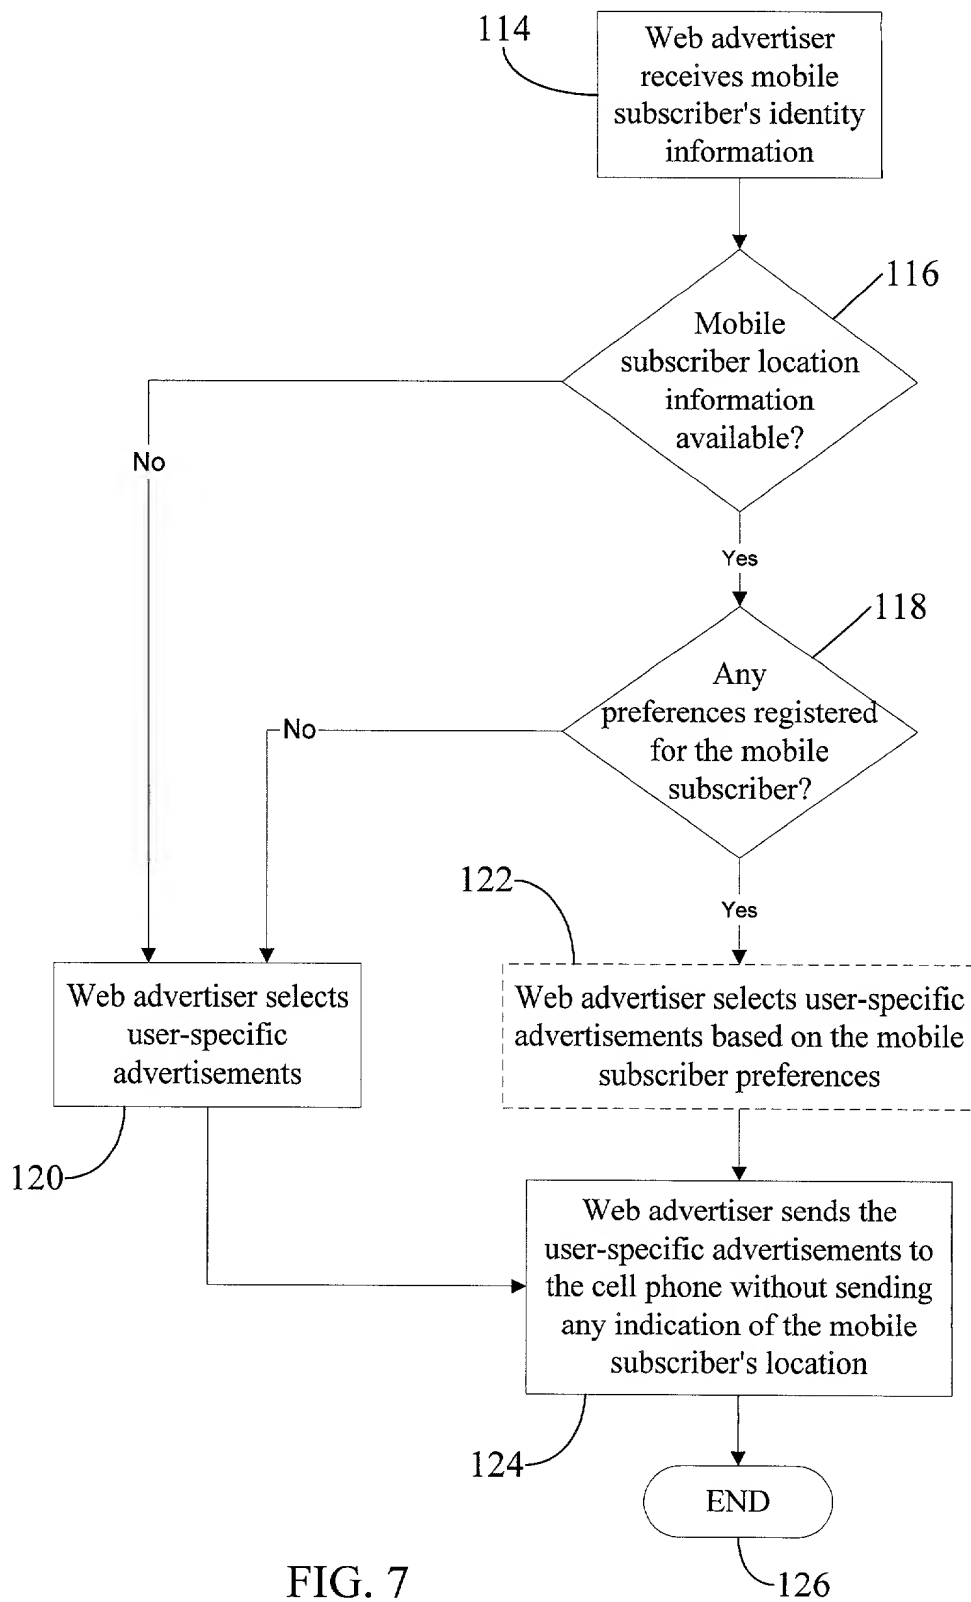 114
Web advertiser
receives mobile
subscriber's identity
information
116
Mobile
subscriber location
information
available?
No
Yes
118
Any
preferences registered
for the mobile
subscriber?
No
Yes
122
Web advertiser selects
user-specific
advertisements
Web advertiser selects user-specific
advertisements based on the mobile
subscriber preferences
120
Web advertiser sends the
user-specific advertisements to
the cell phone without sending
any indication of the mobile
subscriber's location
124
END
126
FIG. 7